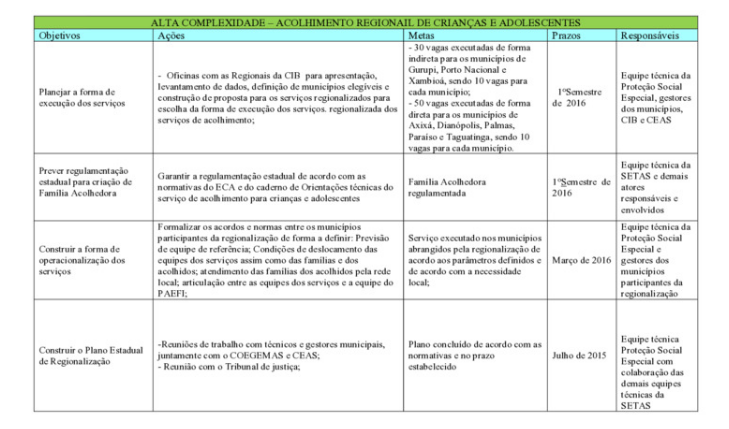 ALTA COMPLEXIDADE – ACOLHIMENTO REGIONAIL DE CRIANÇAS E ADOLESCENTES
Objetivos
Ações
Metas
Prazos
Responsáveis
Planejar a forma de
execução dos serviços
- Oficinas com as Regionais da CIB para apresentação,
levantamento de dados, definição de municípios elegíveis e
construção de proposta para os serviços regionalizados para
escolha da forma de execução dos serviços. regionalizada dos
serviços de acolhimento;
- 30 vagas executadas de forma
indireta para os municípios de
Gurupi, Porto Nacional e
Xambioá, sendo 10 vagas para
cada município;
- 50 vagas executadas de forma
direta para os municípios de
Axixá, Dianópolis, Palmas,
Paraíso e Taguatinga, sendo 10
vagas para cada município.
1ºSemestre
de 2016
Equipe técnica da
Proteção Social
Especial, gestores
dos municípios,
CIB e CEAS
Prever regulamentação
estadual para criação de
Família Acolhedora
Garantir a regulamentação estadual de acordo com as
normativas do ECA e do caderno de Orientações técnicas do
serviço de acolhimento para crianças e adolescentes
Família Acolhedora
regulamentada
1ºSemestre de
2016
Equipe técnica da
SETAS e demais
atores
responsáveis e
envolvidos
Construir a forma de
operacionalização dos
serviços
Formalizar os acordos e normas entre os municípios
participantes da regionalização de forma a definir: Previsão
de equipe de referência; Condições de deslocamento das
equipes dos serviços assim como das famílias e dos
acolhidos; atendimento das famílias dos acolhidos pela rede
local; articulação entre as equipes dos serviços e a equipe do
PAEFI;
Serviço executado nos municípios
abrangidos pela regionalização de
acordo aos parâmetros definidos e
de acordo com a necessidade
local;
Março de 2016
Equipe técnica da
Proteção Social
Especial e
gestores dos
municípios
participantes da
regionalização
Construir o Plano Estadual
de Regionalização
-Reuniões de trabalho com técnicos e gestores municipais,
juntamente com o COEGEMAS e CEAS;
- Reunião com o Tribunal de justiça;
Plano concluído de acordo com as
normativas e no prazo
estabelecido
Julho de 2015
Equipe técnica
Proteção Social
Especial com
colaboração das
demais equipes
técnicas da
SETAS